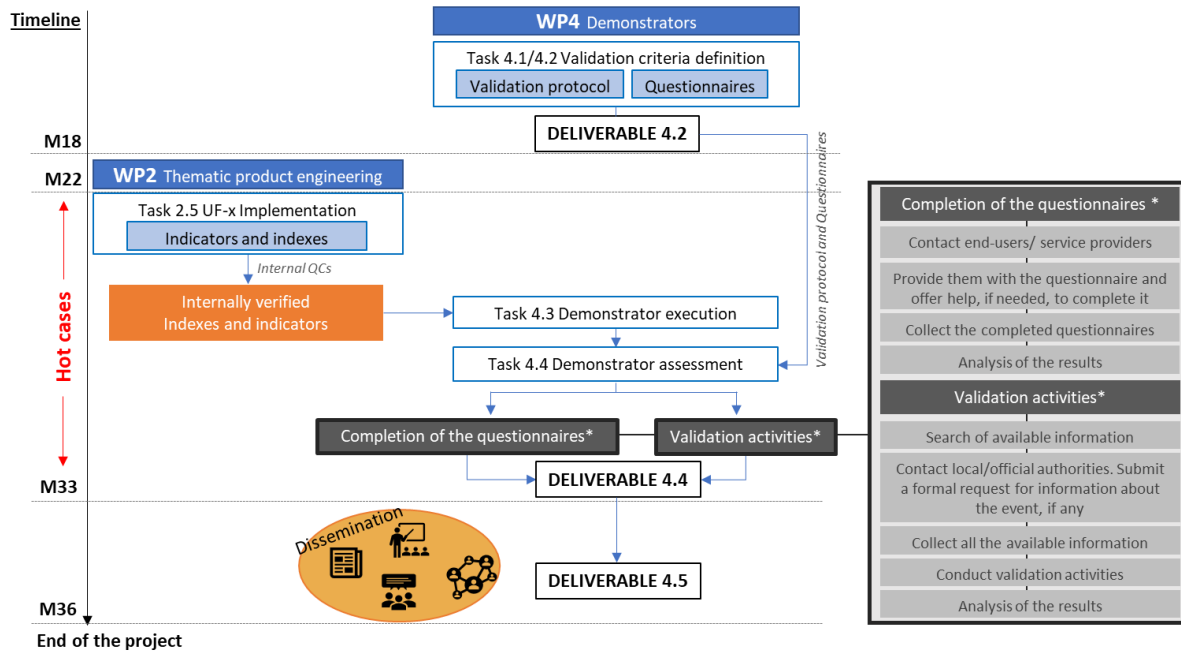 Timeline
WP4 Demonstrators
Task 4.1/4.2 Validation criteria definition
Validation protocol
Questionnaires
DELIVERABLE 4.2
M18
Validation protocol and Questionnaires
M22
WP2 Thematic product engineering
Task 2.5 UF-x Implementation
Indicators and indexes
Internal QCs
Hot cases
Internally verified
Indexes and indicators
Task 4.3 Demonstrator execution
Task 4.4 Demonstrator assessment
Completion of the questionnaires*
Validation activities*
DELIVERABLE 4.4
M33
Dissemination
DELIVERABLE 4.5
M36
End of the project
Completion of the questionnaires *
Contact end-users/ service providers
Provide them with the questionnaire and
offer help, if needed, to complete it
Collect the completed questionnaires
Analysis of the results
Validation activities*
Search of available information
Contact local/official authorities. Submit
a formal request for information about
the event, if any
Collect all the available information
Conduct validation activities
Analysis of the results